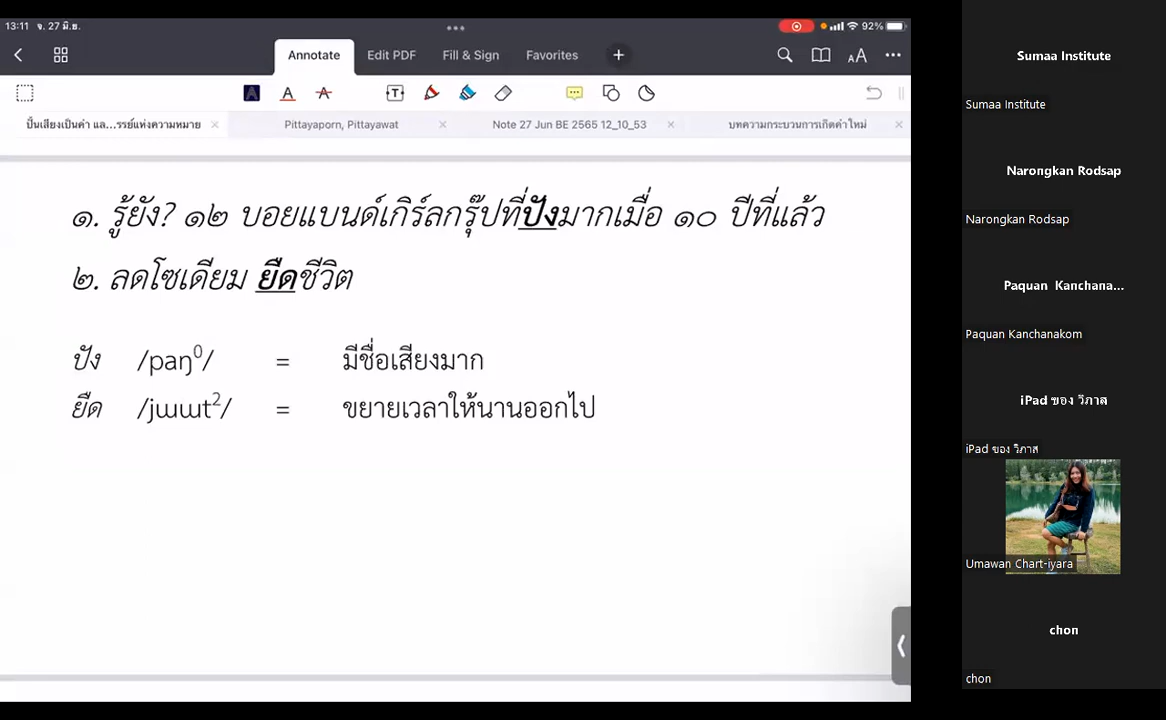 13:11 จ. 27 มิ.ย.
92%
Annotate
Edit PDF
Fill & Sign
Favorites
ปั้นเสียงเป็นคำ แล...รรย์แห่งความหมาย
Pittayaporn, Pittayawat
Note 27 Jun BE 2565 12_10_53
บทความกระบวนการเกิดคำใหม่
๑. รู้ยัง? ๑๒ บอยแบนด์เกิร์ลกรุ๊ปที่ปังมากเมื่อ ๑๐ ปีที่แล้ว
๒. ลดโซเดียม ยืดชีวิต
ปัง /paŋ⁰/ = มีชื่อเสียงมาก
ยืด /jɯɯt²/ = ขยายเวลาให้นานออกไป
Sumaa Institute
Sumaa Institute
Narongkan Rodsap
Narongkan Rodsap
Paquan Kanchana...
Paquan Kanchanakom
iPad ของ วิภาส
iPad ของ วิภาส
Umawan Chart-iyara
chon
chon